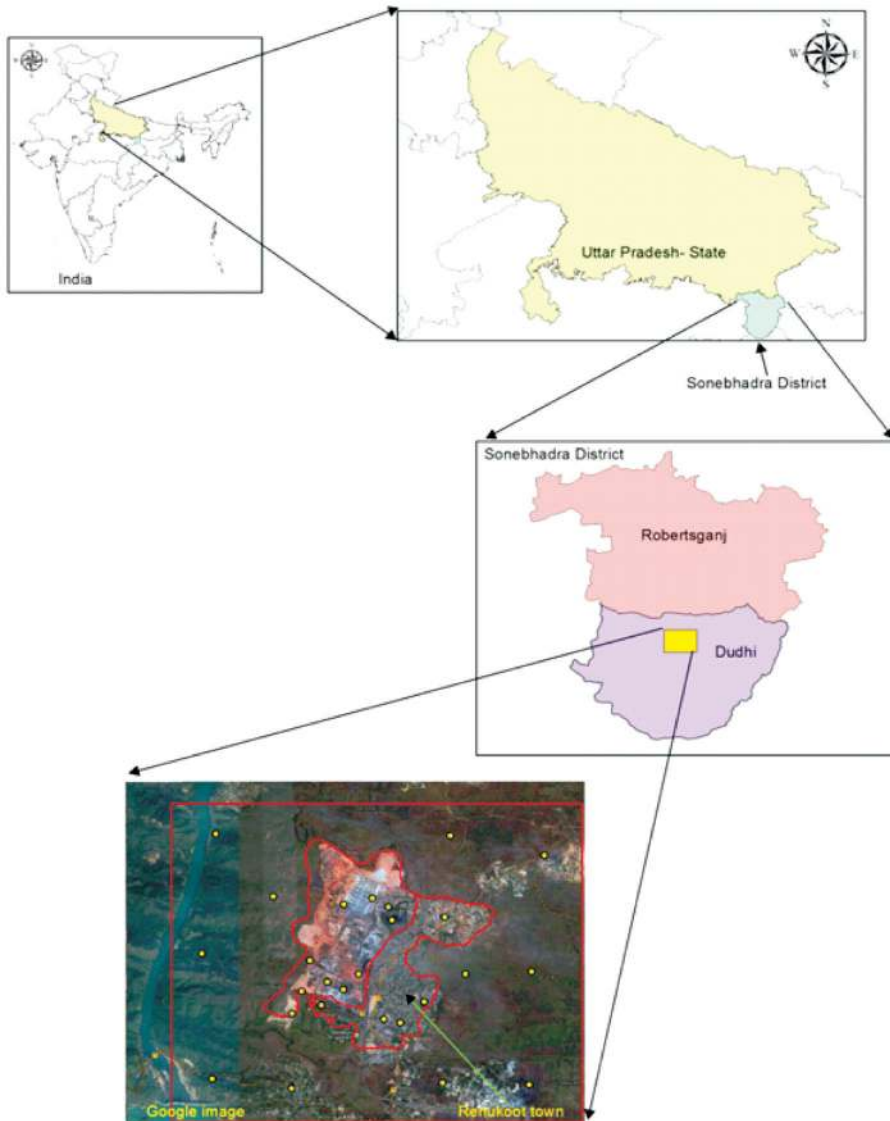 N
W
E
India
Uttar Pradesh- State
Sonebhadra District
Sonebhadra District
Robertsganj
Dudhi
Google image
Renukoot town